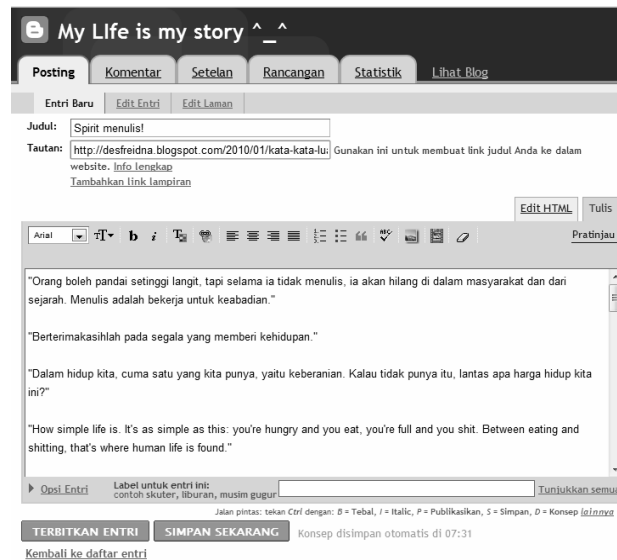 My LIfe is my story ^_^
Posting Komentar Setelan Rancangan Statistik Lihat Blog
Entri Baru Edit Entri Edit Laman
Judul: Spirit menulis!
Tautan: http://desfreidna.blogspot.com/2010/01/kata-kata-lu Gunakan ini untuk membuat link judul Anda ke dalam
website. Info lengkap
Tambahkan link lampiran
Edit HTML Tulis
Arial Pratinjau
"Orang boleh pandai setinggi langit, tapi selama ia tidak menulis, ia akan hilang di dalam masyarakat dan dari
sejarah. Menulis adalah bekerja untuk keabadian."
"Berterimakasihlah pada segala yang memberi kehidupan."
"Dalam hidup kita, cuma satu yang kita punya, yaitu keberanian. Kalau tidak punya itu, lantas apa harga hidup kita
ini?"
"How simple life is. It's as simple as this: you're hungry and you eat, you're full and you shit. Between eating and
shitting, that's where human life is found."
Opsi Entri Label untuk entri ini:
contoh skuter, liburan, musim gugur Tunjukkan semua
Jalan pintas: tekan Ctrl dengan: B = Tebal, I = Italic, P = Publikasikan, S = Simpan, D = Konsep lainnya
TERBITKAN ENTRI SIMPAN SEKARANG Konsep disimpan otomatis di 07:31
Kembali ke daftar entri